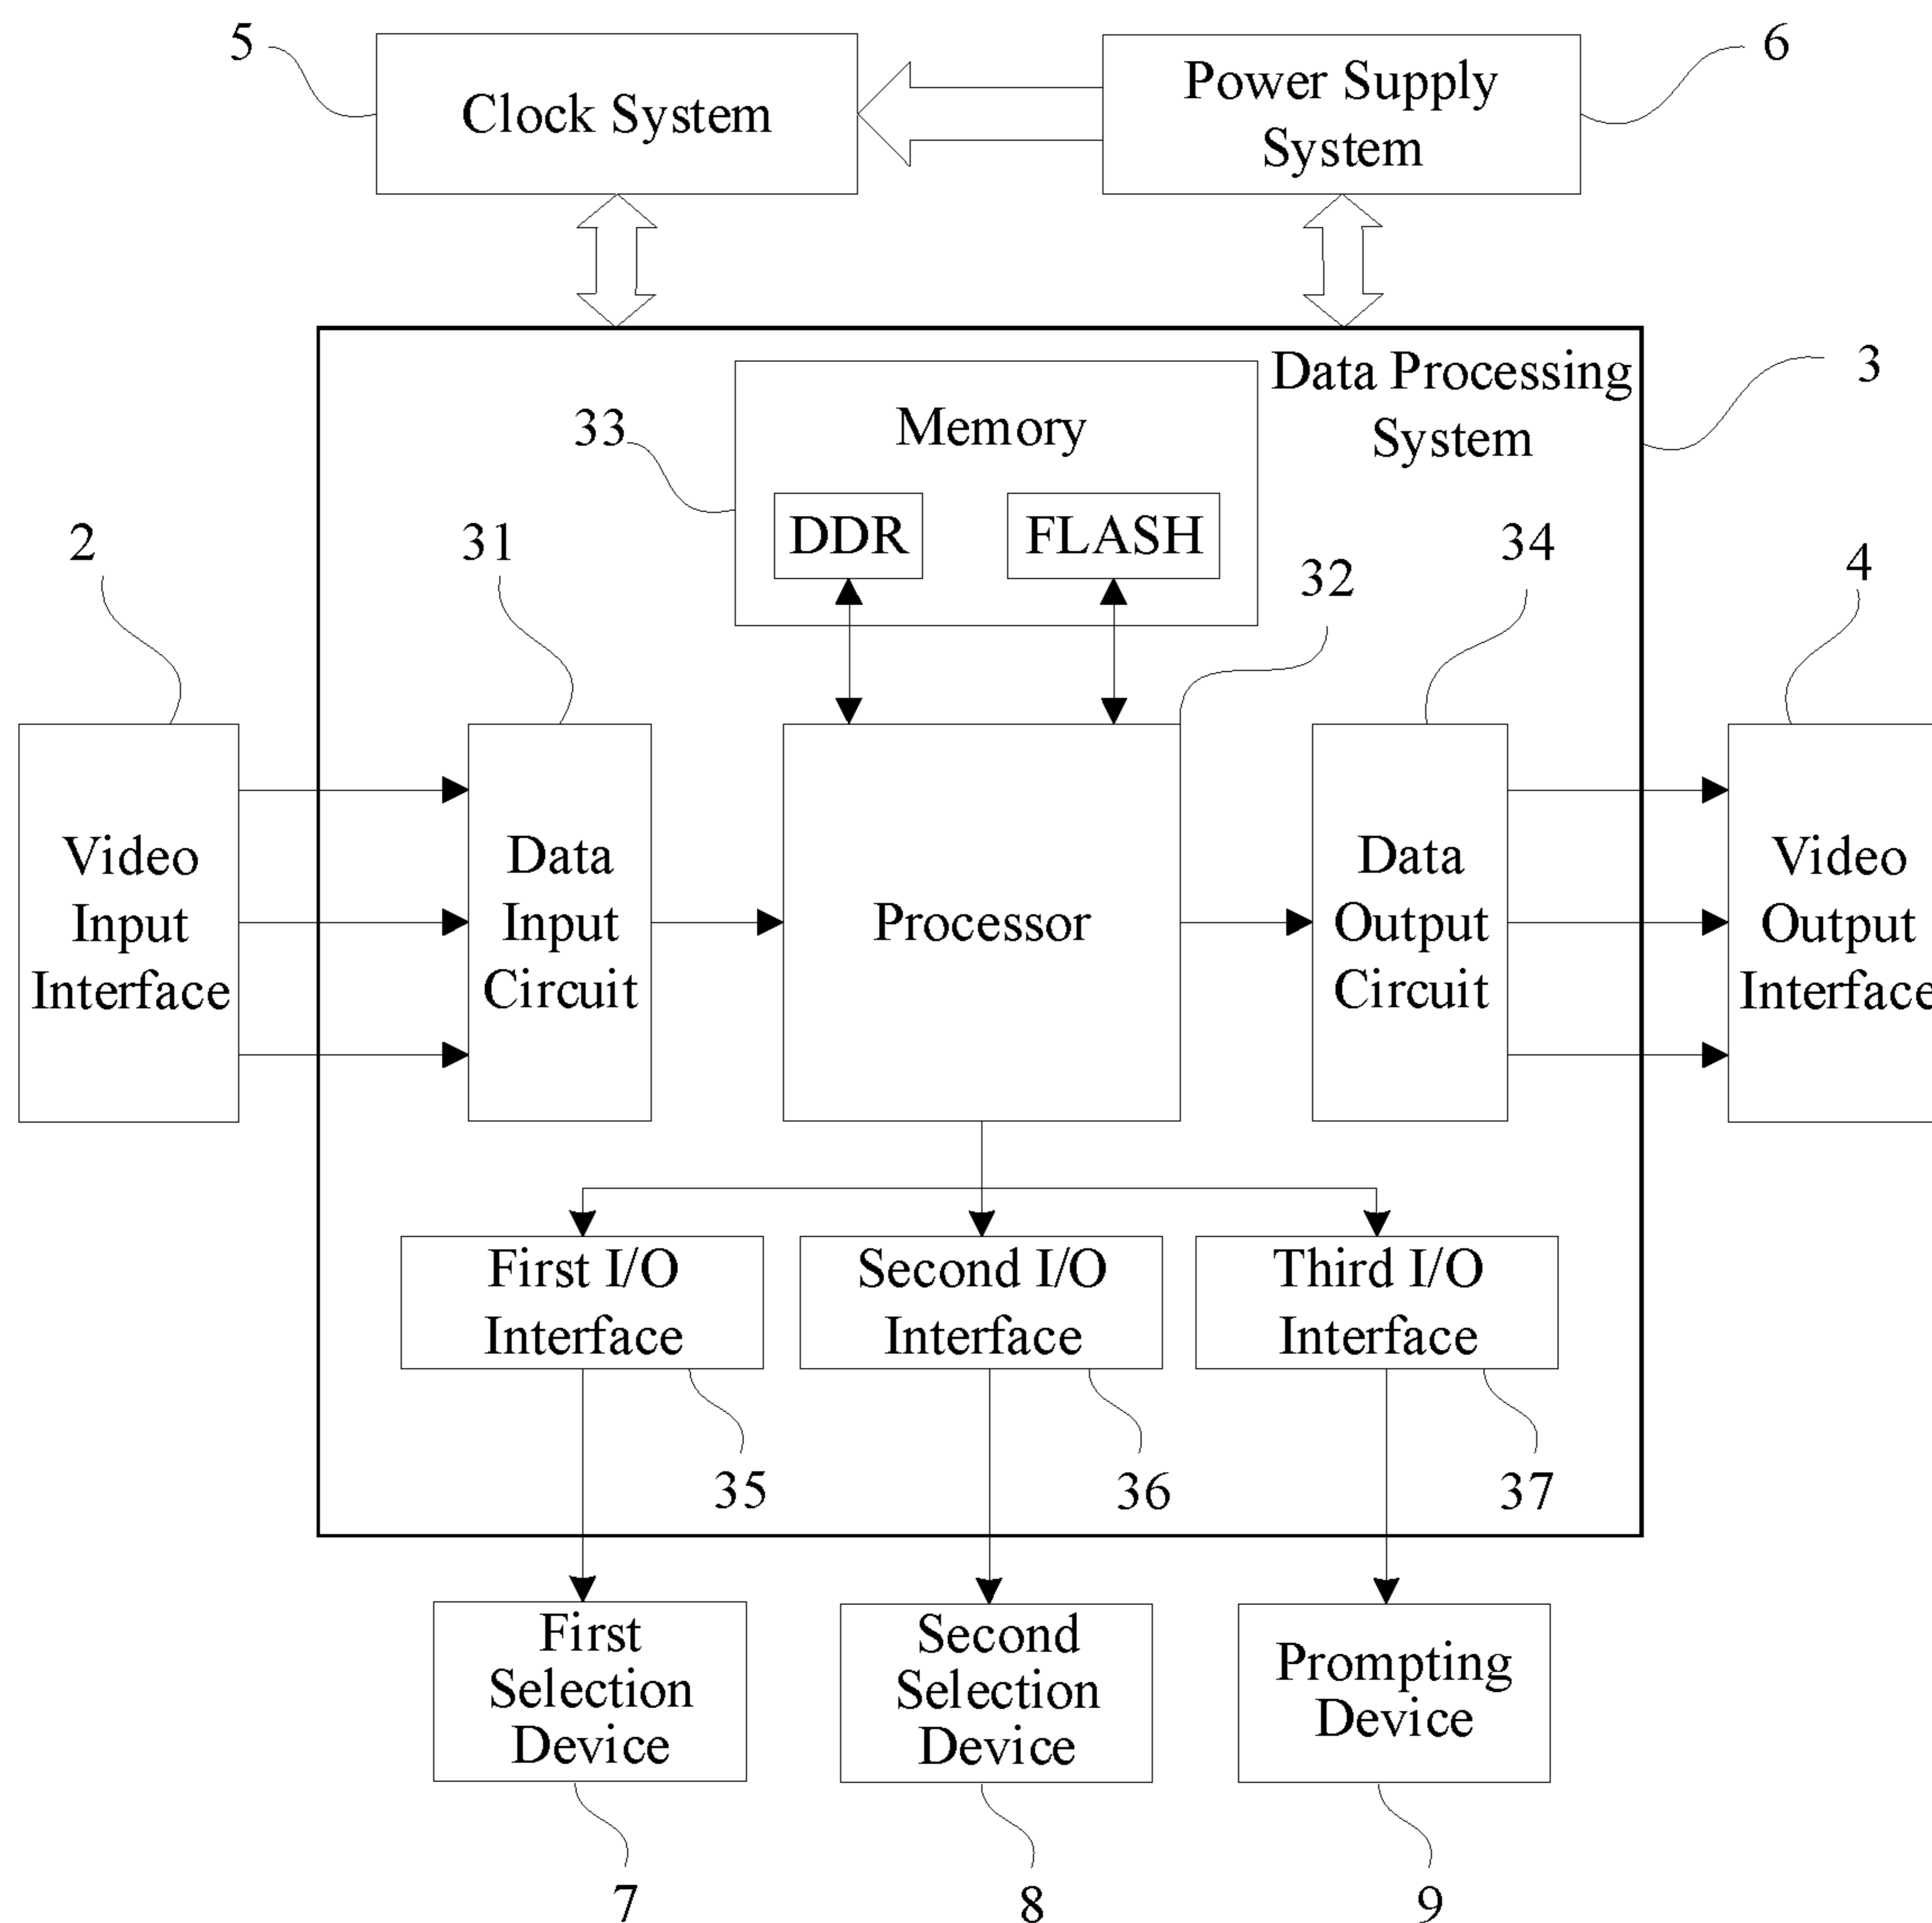 5
Clock System
Power Supply
System
6
Data Processing
System
3
33
Memory
DDR
FLASH
2
31
32
34
4
Video
Input
Interface
Data
Input
Circuit
Processor
Data
Output
Circuit
Video
Output
Interface
First I/O
Interface
Second I/O
Interface
Third I/O
Interface
35
36
37
First
Selection
Device
Second
Selection
Device
Prompting
Device
7
8
9